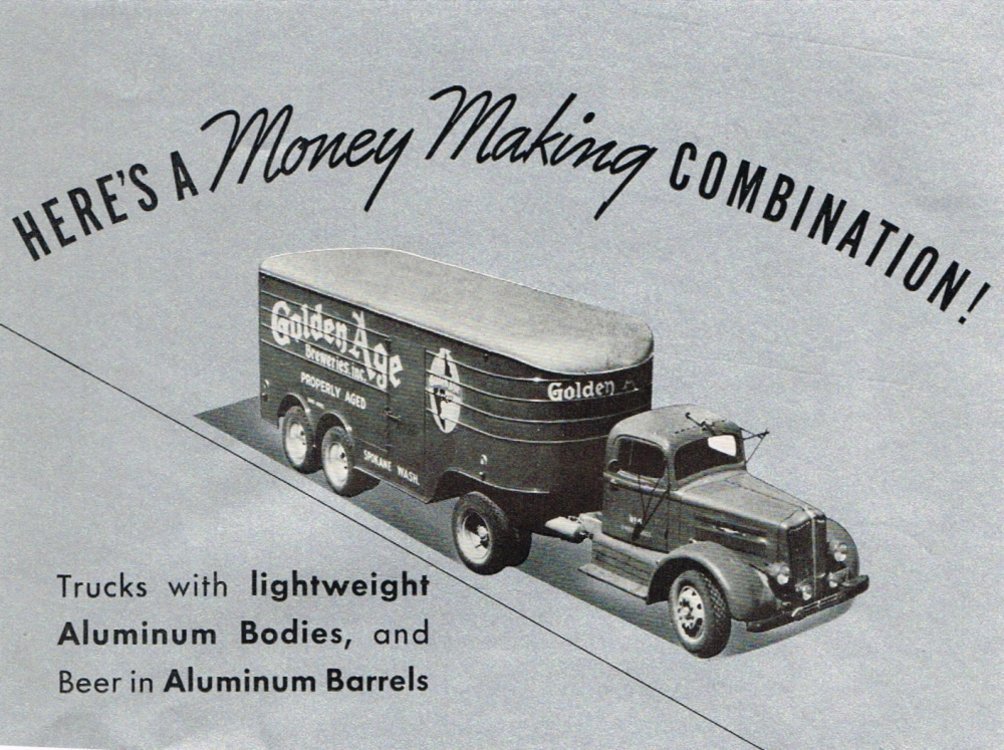 HERE'S A Money Making COMBINATION!
Golden Age
Breweries, Inc.
PROPERLY AGED
SPOKANE WASH.
Golden A
Trucks with lightweight
Aluminum Bodies, and
Beer in Aluminum Barrels